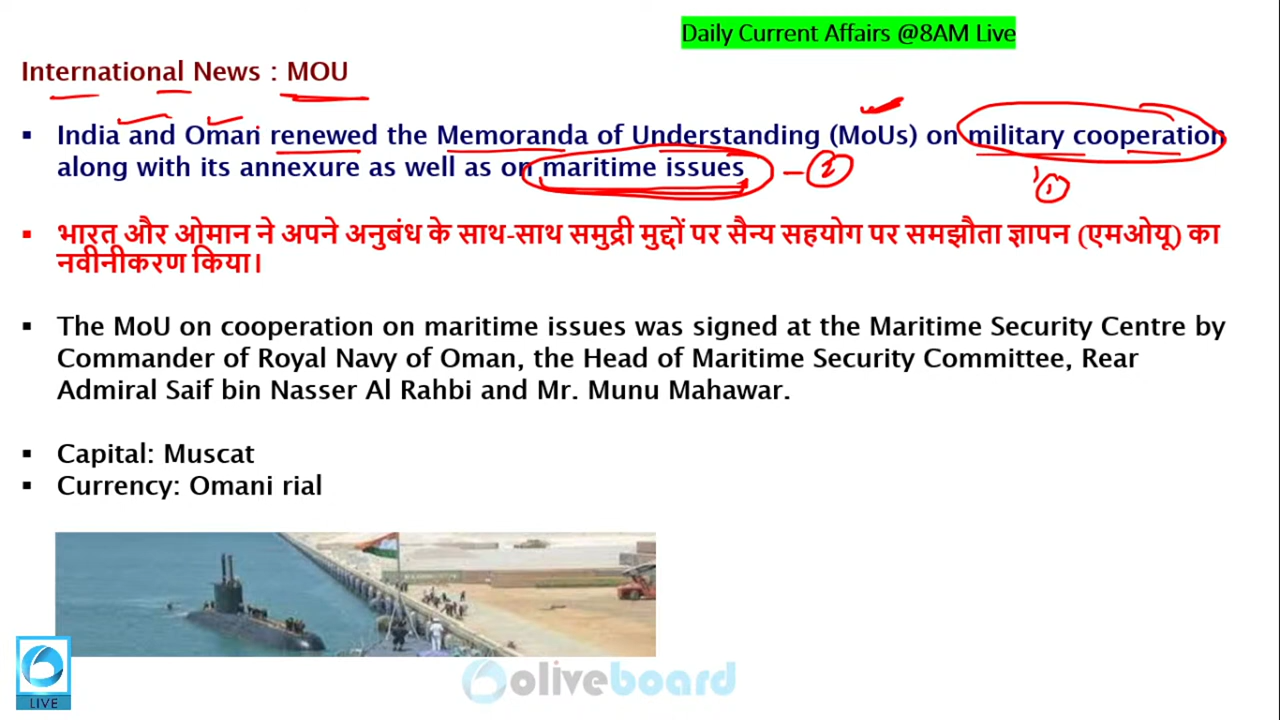 Daily Current Affairs @8AM Live
International News : MOU
▪ India and Oman renewed the Memoranda of Understanding (MoUs) on military cooperation
along with its annexure as well as on maritime issues – 2
1
▪ भारत और ओमान ने अपने अनुबंध के साथ-साथ समुद्री मुद्दों पर सैन्य सहयोग पर समझौता ज्ञापन (एमओयू) का
नवीनीकरण किया।
▪ The MoU on cooperation on maritime issues was signed at the Maritime Security Centre by
Commander of Royal Navy of Oman, the Head of Maritime Security Committee, Rear
Admiral Saif bin Nasser Al Rahbi and Mr. Munu Mahawar.
▪ Capital: Muscat
▪ Currency: Omani rial
LIVE
oliveboard